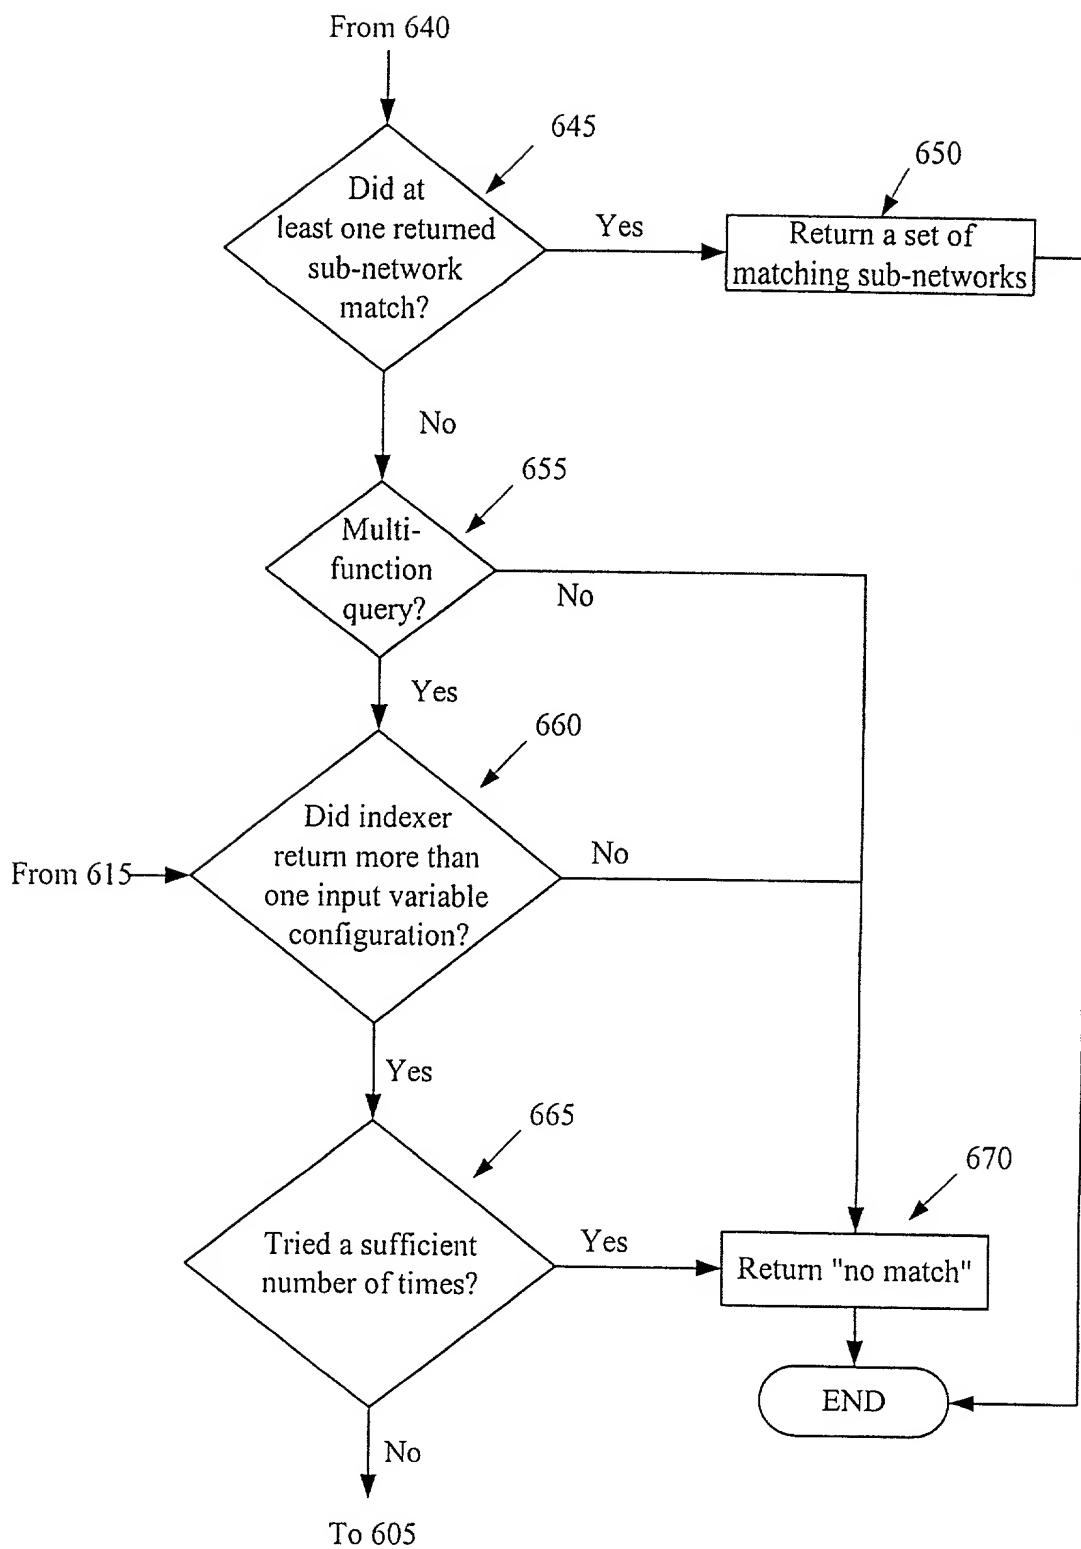 From 640
645
Did at
least one returned
sub-network
match?
Yes
650
Return a set of
matching sub-networks
No
655
Multi-
function
query?
No
Yes
660
From 615
Did indexer
return more than
one input variable
configuration?
No
Yes
665
Tried a sufficient
number of times?
Yes
670
Return "no match"
END
No
To 605